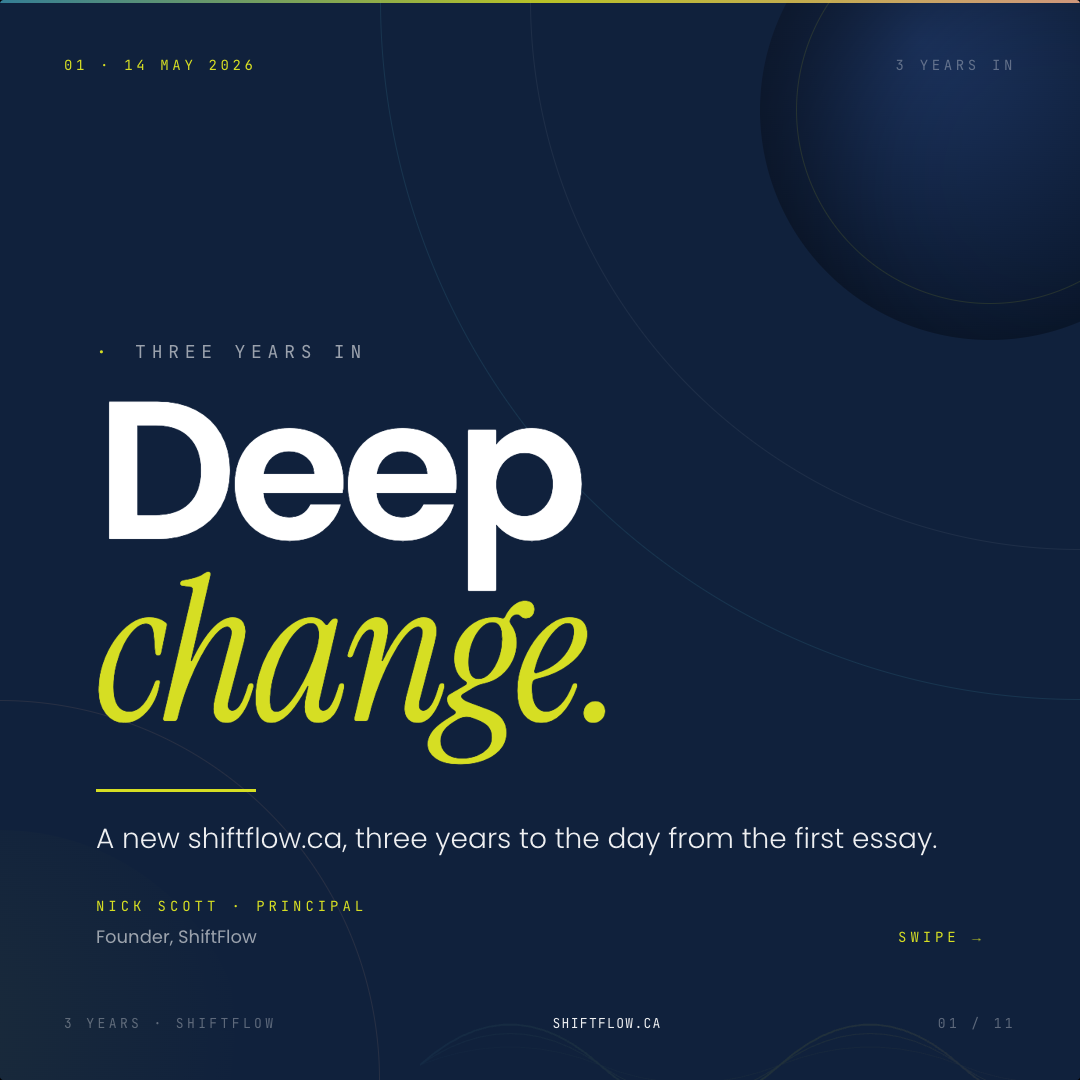 01 · 14 MAY 2026
3 YEARS IN
· THREE YEARS IN
Deep
change.
A new shiftflow.ca, three years to the day from the first essay.
NICK SCOTT · PRINCIPAL
Founder, ShiftFlow
SWIPE →
3 YEARS · SHIFTFLOW
SHIFTFLOW.CA
01 / 11